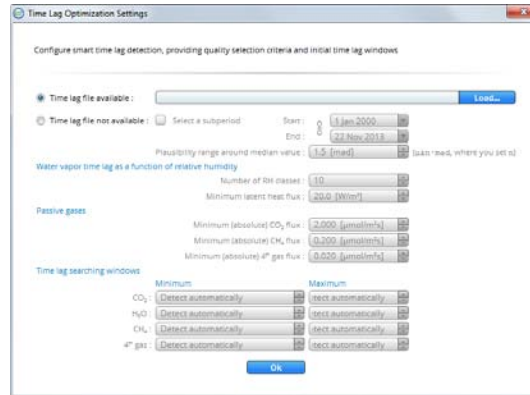 Time Lag Optimization Settings
Configure smart time lag detection, providing quality selection criteria and initial time lag windows
Time lag file available :
Load...
Time lag file not available : Select a subperiod Start : 1 Jan 2000
End : 22 Nov 2013
Plausibility range around median value : 1.5 [mad] (, where you set n)
Water vapor time lag as a function of relative humidity
Number of RH classes : 10
Minimum latent heat flux : 20.0 [W/m²]
Passive gases
Minimum (absolute) CO₂ flux : 2.000 [µmol/m²s]
Minimum (absolute) CH₄ flux : 0.200 [µmol/m²s]
Minimum (absolute) 4ᵗʰ gas flux : 0.020 [µmol/m²s]
Time lag searching windows
Minimum Maximum
CO₂ : Detect automatically tect automatically
H₂O : Detect automatically tect automatically
CH₄ : Detect automatically tect automatically
4ᵗʰ gas : Detect automatically tect automatically
Ok